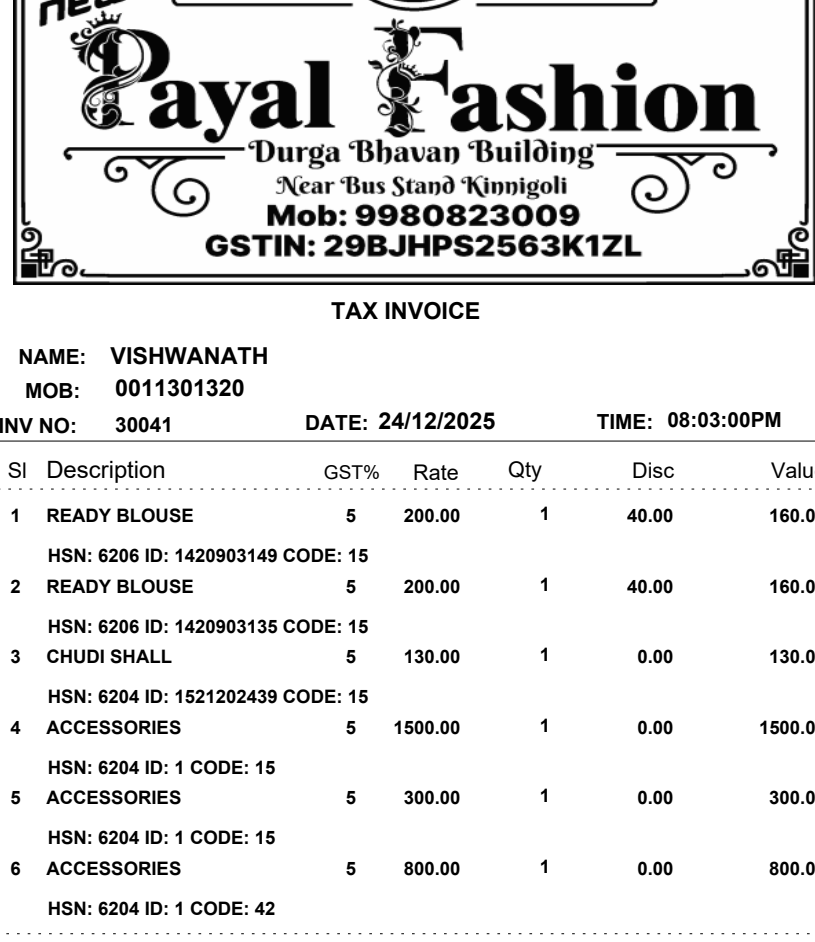 new
Payal Fashion
Durga Bhavan Building
Near Bus Stand Kinnigoli
Mob: 9980823009
GSTIN: 29BJHPS2563K1ZL
TAX INVOICE
NAME: VISHWANATH
MOB: 0011301320
INV NO: 30041 DATE: 24/12/2025 TIME: 08:03:00PM
Sl Description GST% Rate Qty Disc Valu
1 READY BLOUSE 5 200.00 1 40.00 160.0
HSN: 6206 ID: 1420903149 CODE: 15
2 READY BLOUSE 5 200.00 1 40.00 160.0
HSN: 6206 ID: 1420903135 CODE: 15
3 CHUDI SHALL 5 130.00 1 0.00 130.0
HSN: 6204 ID: 1521202439 CODE: 15
4 ACCESSORIES 5 1500.00 1 0.00 1500.0
HSN: 6204 ID: 1 CODE: 15
5 ACCESSORIES 5 300.00 1 0.00 300.0
HSN: 6204 ID: 1 CODE: 15
6 ACCESSORIES 5 800.00 1 0.00 800.0
HSN: 6204 ID: 1 CODE: 42